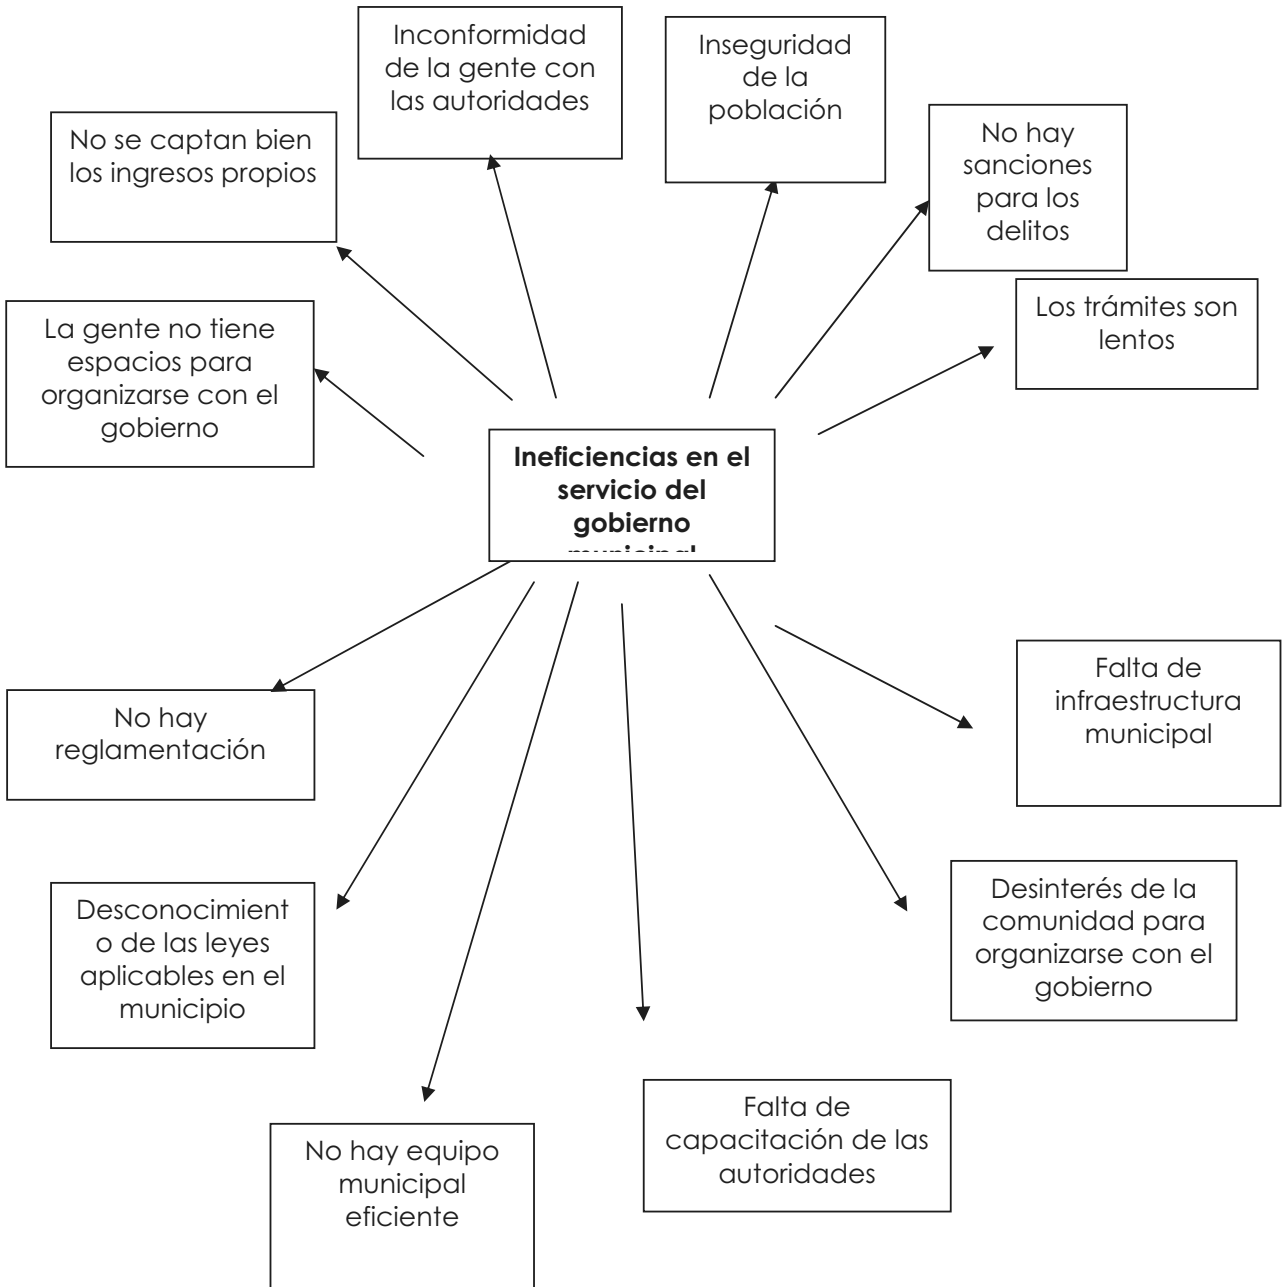 Inconformidad
de la gente con
las autoridades
Inseguridad
de la
población
No se captan bien
los ingresos propios
No hay
sanciones
para los
delitos
La gente no tiene
espacios para
organizarse con el
gobierno
Los trámites son
lentos
Ineficiencias en el
servicio del
gobierno
municipal
No hay
reglamentación
Falta de
infraestructura
municipal
Desconocimient
o de las leyes
aplicables en el
municipio
Desinterés de la
comunidad para
organizarse con el
gobierno
No hay equipo
municipal
eficiente
Falta de
capacitación de las
autoridades